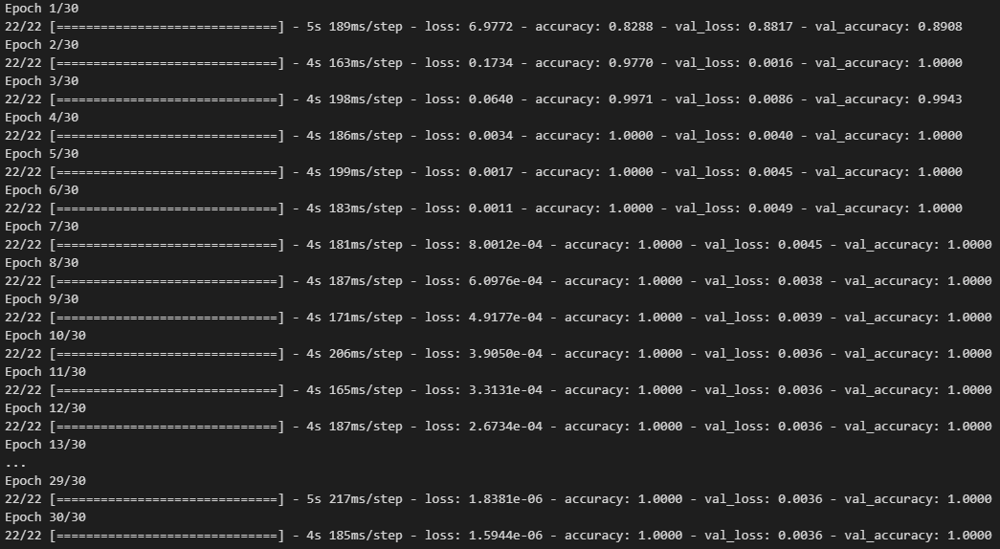 Epoch 1/30
22/22 [==============================] - 5s 189ms/step - loss: 6.9772 - accuracy: 0.8288 - val_loss: 0.8817 - val_accuracy: 0.8908
Epoch 2/30
22/22 [==============================] - 4s 163ms/step - loss: 0.1734 - accuracy: 0.9770 - val_loss: 0.0016 - val_accuracy: 1.0000
Epoch 3/30
22/22 [==============================] - 4s 198ms/step - loss: 0.0640 - accuracy: 0.9971 - val_loss: 0.0086 - val_accuracy: 0.9943
Epoch 4/30
22/22 [==============================] - 4s 186ms/step - loss: 0.0034 - accuracy: 1.0000 - val_loss: 0.0040 - val_accuracy: 1.0000
Epoch 5/30
22/22 [==============================] - 4s 199ms/step - loss: 0.0017 - accuracy: 1.0000 - val_loss: 0.0045 - val_accuracy: 1.0000
Epoch 6/30
22/22 [==============================] - 4s 183ms/step - loss: 0.0011 - accuracy: 1.0000 - val_loss: 0.0049 - val_accuracy: 1.0000
Epoch 7/30
22/22 [==============================] - 4s 181ms/step - loss: 8.0012e-04 - accuracy: 1.0000 - val_loss: 0.0045 - val_accuracy: 1.0000
Epoch 8/30
22/22 [==============================] - 4s 187ms/step - loss: 6.0976e-04 - accuracy: 1.0000 - val_loss: 0.0038 - val_accuracy: 1.0000
Epoch 9/30
22/22 [==============================] - 4s 171ms/step - loss: 4.9177e-04 - accuracy: 1.0000 - val_loss: 0.0039 - val_accuracy: 1.0000
Epoch 10/30
22/22 [==============================] - 4s 206ms/step - loss: 3.9050e-04 - accuracy: 1.0000 - val_loss: 0.0036 - val_accuracy: 1.0000
Epoch 11/30
22/22 [==============================] - 4s 165ms/step - loss: 3.3131e-04 - accuracy: 1.0000 - val_loss: 0.0036 - val_accuracy: 1.0000
Epoch 12/30
22/22 [==============================] - 4s 187ms/step - loss: 2.6734e-04 - accuracy: 1.0000 - val_loss: 0.0036 - val_accuracy: 1.0000
Epoch 13/30
...
Epoch 29/30
22/22 [==============================] - 5s 217ms/step - loss: 1.8381e-06 - accuracy: 1.0000 - val_loss: 0.0036 - val_accuracy: 1.0000
Epoch 30/30
22/22 [==============================] - 4s 185ms/step - loss: 1.5944e-06 - accuracy: 1.0000 - val_loss: 0.0036 - val_accuracy: 1.0000